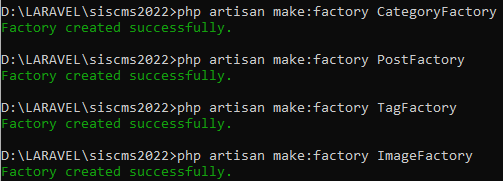 D:\LARAVEL\siscms2022>php artisan make:factory CategoryFactory
Factory created successfully.
D:\LARAVEL\siscms2022>php artisan make:factory PostFactory
Factory created successfully.
D:\LARAVEL\siscms2022>php artisan make:factory TagFactory
Factory created successfully.
D:\LARAVEL\siscms2022>php artisan make:factory ImageFactory
Factory created successfully.